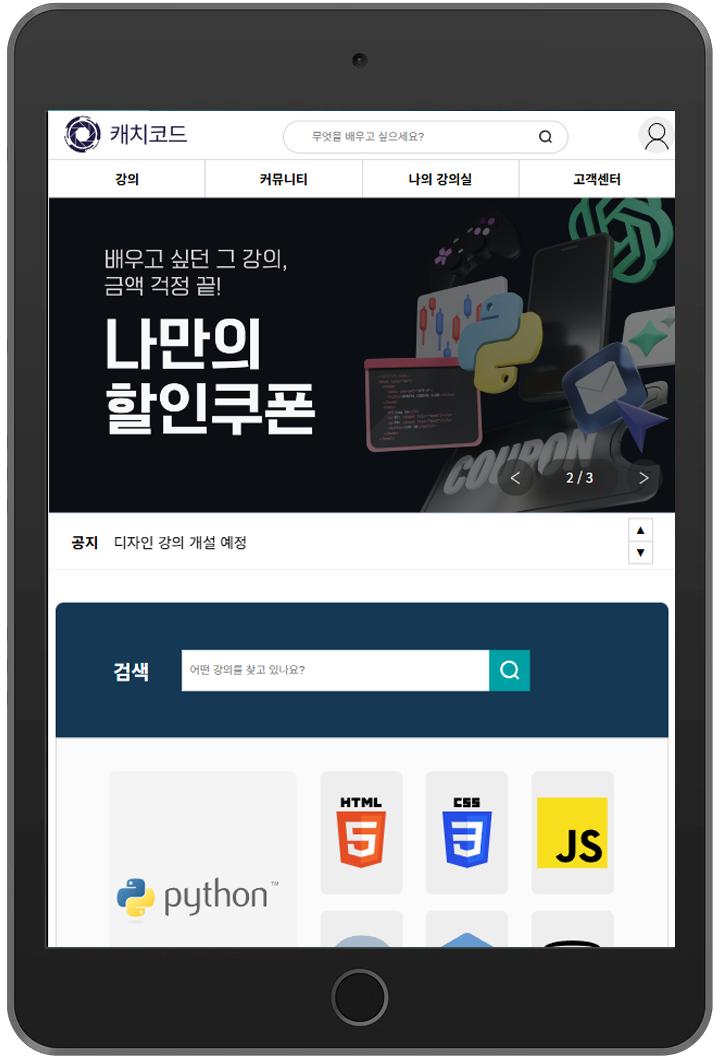 캐치코드
무엇을 배우고 싶으세요?
강의
커뮤니티
나의 강의실
고객센터
배우고 싶던 그 강의,
금액 걱정 끝!
나만의
할인쿠폰
COUPON
< 2 / 3 >
공지 디자인 강의 개설 예정
▲
▼
검색
어떤 강의를 찾고 있나요?
HTML
5
CSS
3
JS
python™